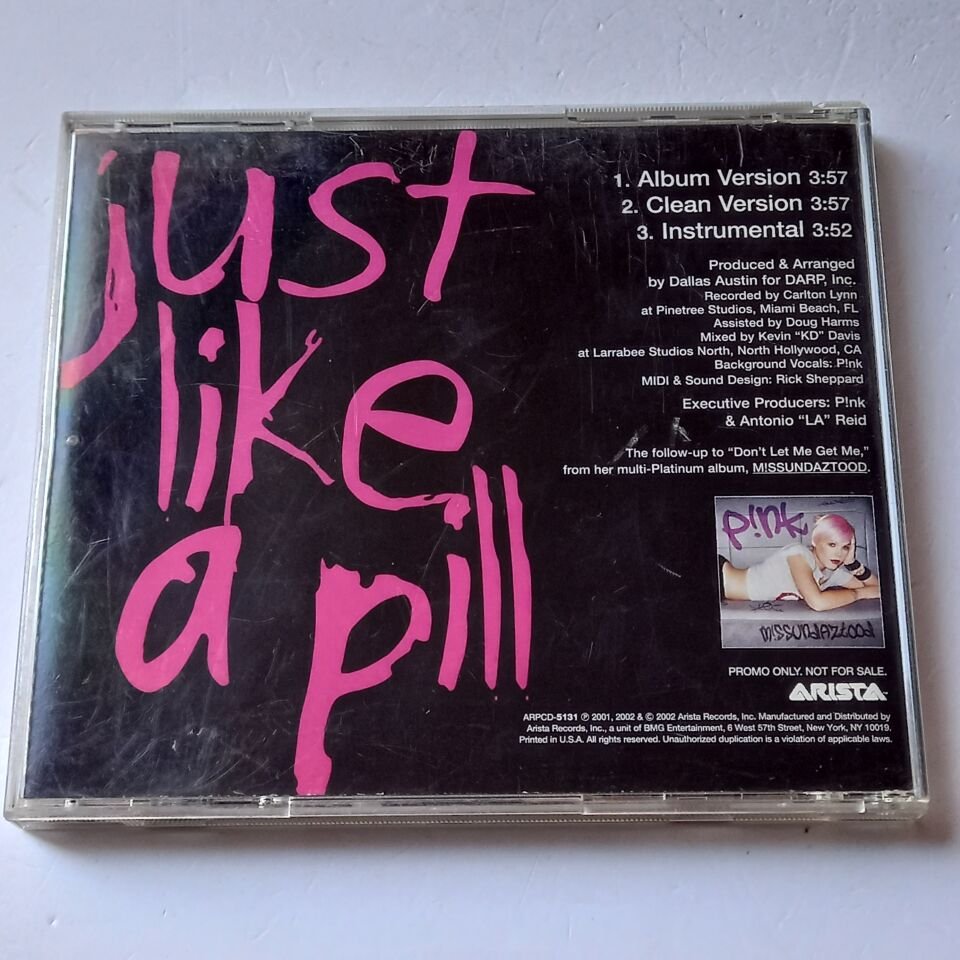 just
like
a pill
1. Album Version 3:57
2. Clean Version 3:57
3. Instrumental 3:52
Produced & Arranged
by Dallas Austin for DARP, Inc.
Recorded by Carlton Lynn
at Pinetree Studios, Miami Beach, FL
Assisted by Doug Harms
Mixed by Kevin “KD” Davis
at Larrabee Studios North, North Hollywood, CA
Background Vocals: P!nk
MIDI & Sound Design: Rick Sheppard
Executive Producers: P!nk
& Antonio “LA” Reid
The follow-up to “Don’t Let Me Get Me,”
from her multi-Platinum album, M!SSUNDAZTOOD.
p!nk
m!ssundaztood
PROMO ONLY. NOT FOR SALE.
ARISTA
ARPCD-5131 ℗ 2001, 2002 & © 2002 Arista Records, Inc. Manufactured and Distributed by
Arista Records, Inc., a unit of BMG Entertainment, 6 West 57th Street, New York, NY 10019.
Printed in U.S.A. All rights reserved. Unauthorized duplication is a violation of applicable laws.